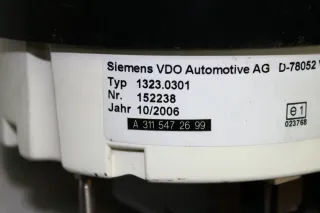 Siemens VDO Automotive AG D-78052
Typ 1323.0301
Nr. 152238
Jahr 10/2006
e1
A 311 547 26 99
023768